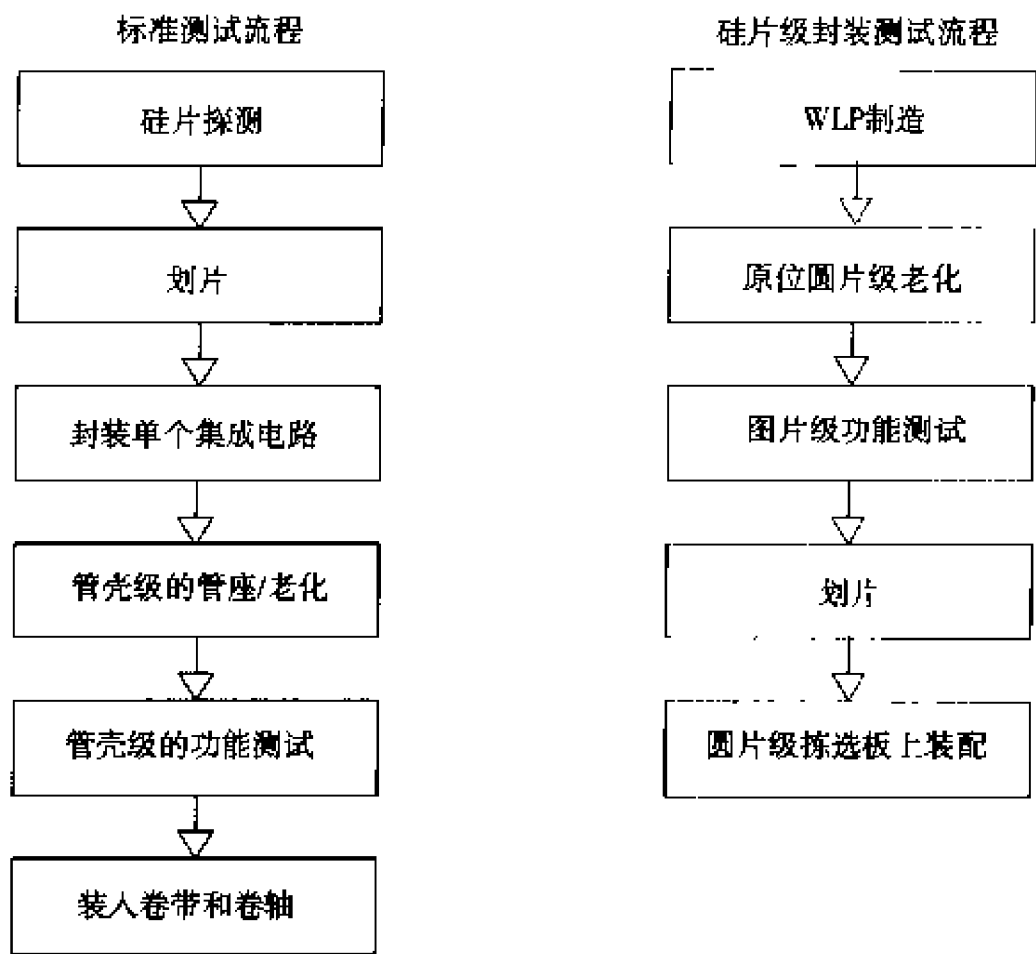 标准测试流程
硅片探测
划片
封装单个集成电路
管壳级的管座/老化
管壳级的功能测试
装人卷带和卷轴
硅片级封装测试流程
WLP制造
原位圆片级老化
图片级功能测试
划片
圆片级拣选板上装配